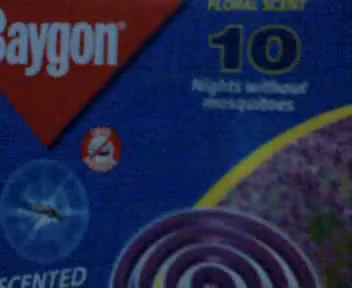 FLORAL SCENT
Baygon
10
Nights without
mosquitoes
SCENTED